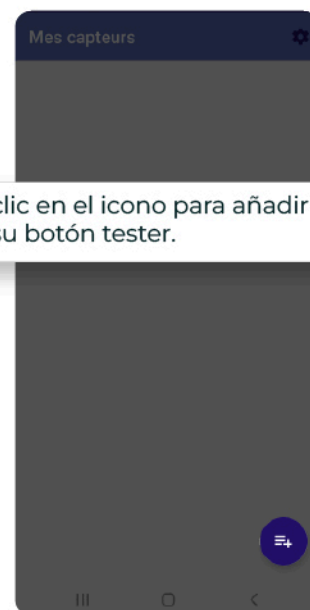 Mes capteurs
clic en el icono para añadir
su botón tester.